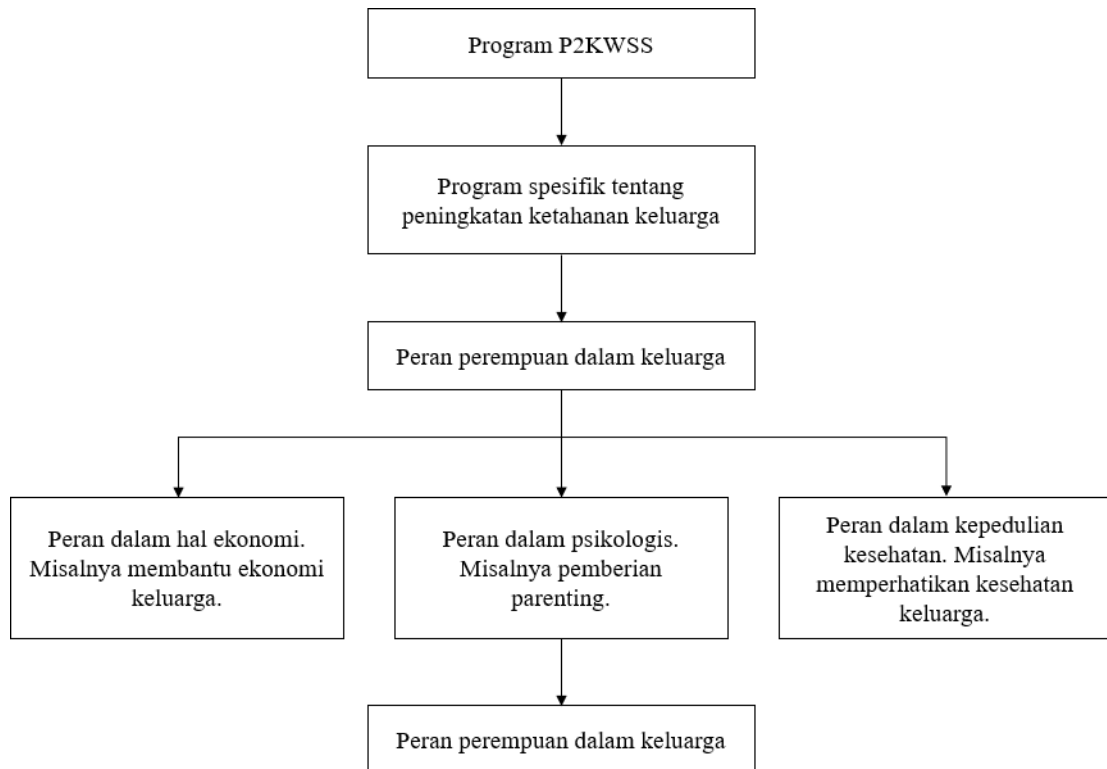 Program P2KWSS
Program spesifik tentang
peningkatan ketahanan keluarga
Peran perempuan dalam keluarga
Peran dalam hal ekonomi.
Misalnya membantu ekonomi
keluarga.
Peran dalam psikologis.
Misalnya pemberian
parenting.
Peran dalam kepedulian
kesehatan. Misalnya
memperhatikan kesehatan
keluarga.
Peran perempuan dalam keluarga